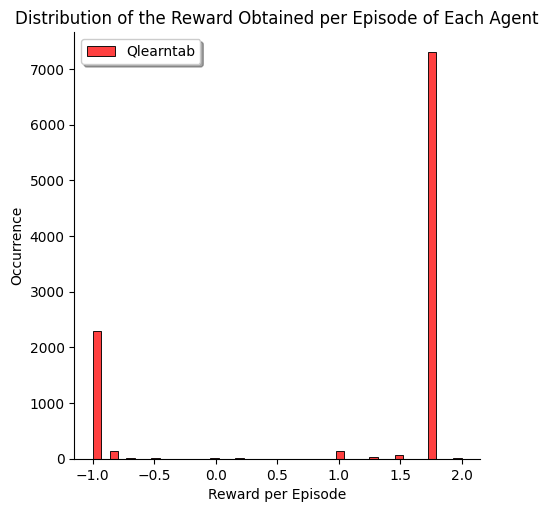 Distribution of the Reward Obtained per Episode of Each Agent
Qlearntab
7000
6000
5000
4000
3000
2000
1000
0
Occurrence
−1.0 −0.5 0.0 0.5 1.0 1.5 2.0
Reward per Episode